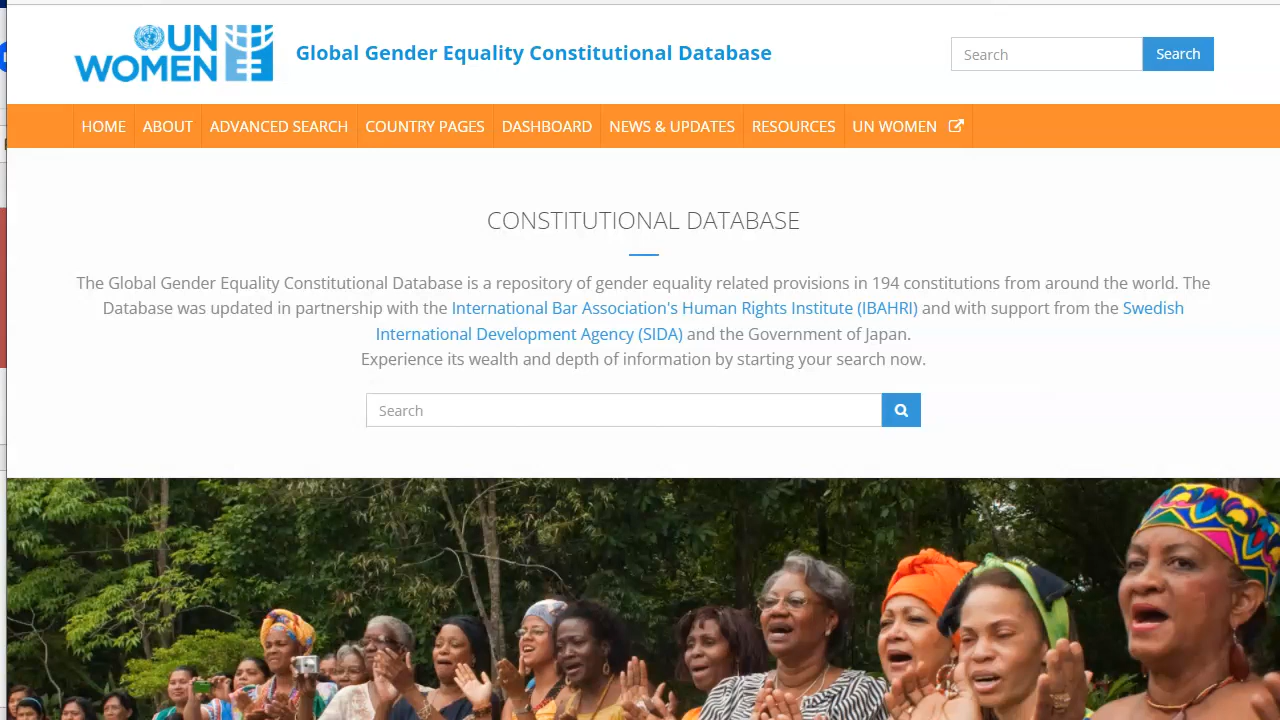 UN
WOMEN
Global Gender Equality Constitutional Database
Search
Search
HOME ABOUT ADVANCED SEARCH COUNTRY PAGES DASHBOARD NEWS & UPDATES RESOURCES UN WOMEN
CONSTITUTIONAL DATABASE
The Global Gender Equality Constitutional Database is a repository of gender equality related provisions in 194 constitutions from around the world. The
Database was updated in partnership with the International Bar Association's Human Rights Institute (IBAHRI) and with support from the Swedish
International Development Agency (SIDA) and the Government of Japan.
Experience its wealth and depth of information by starting your search now.
Search